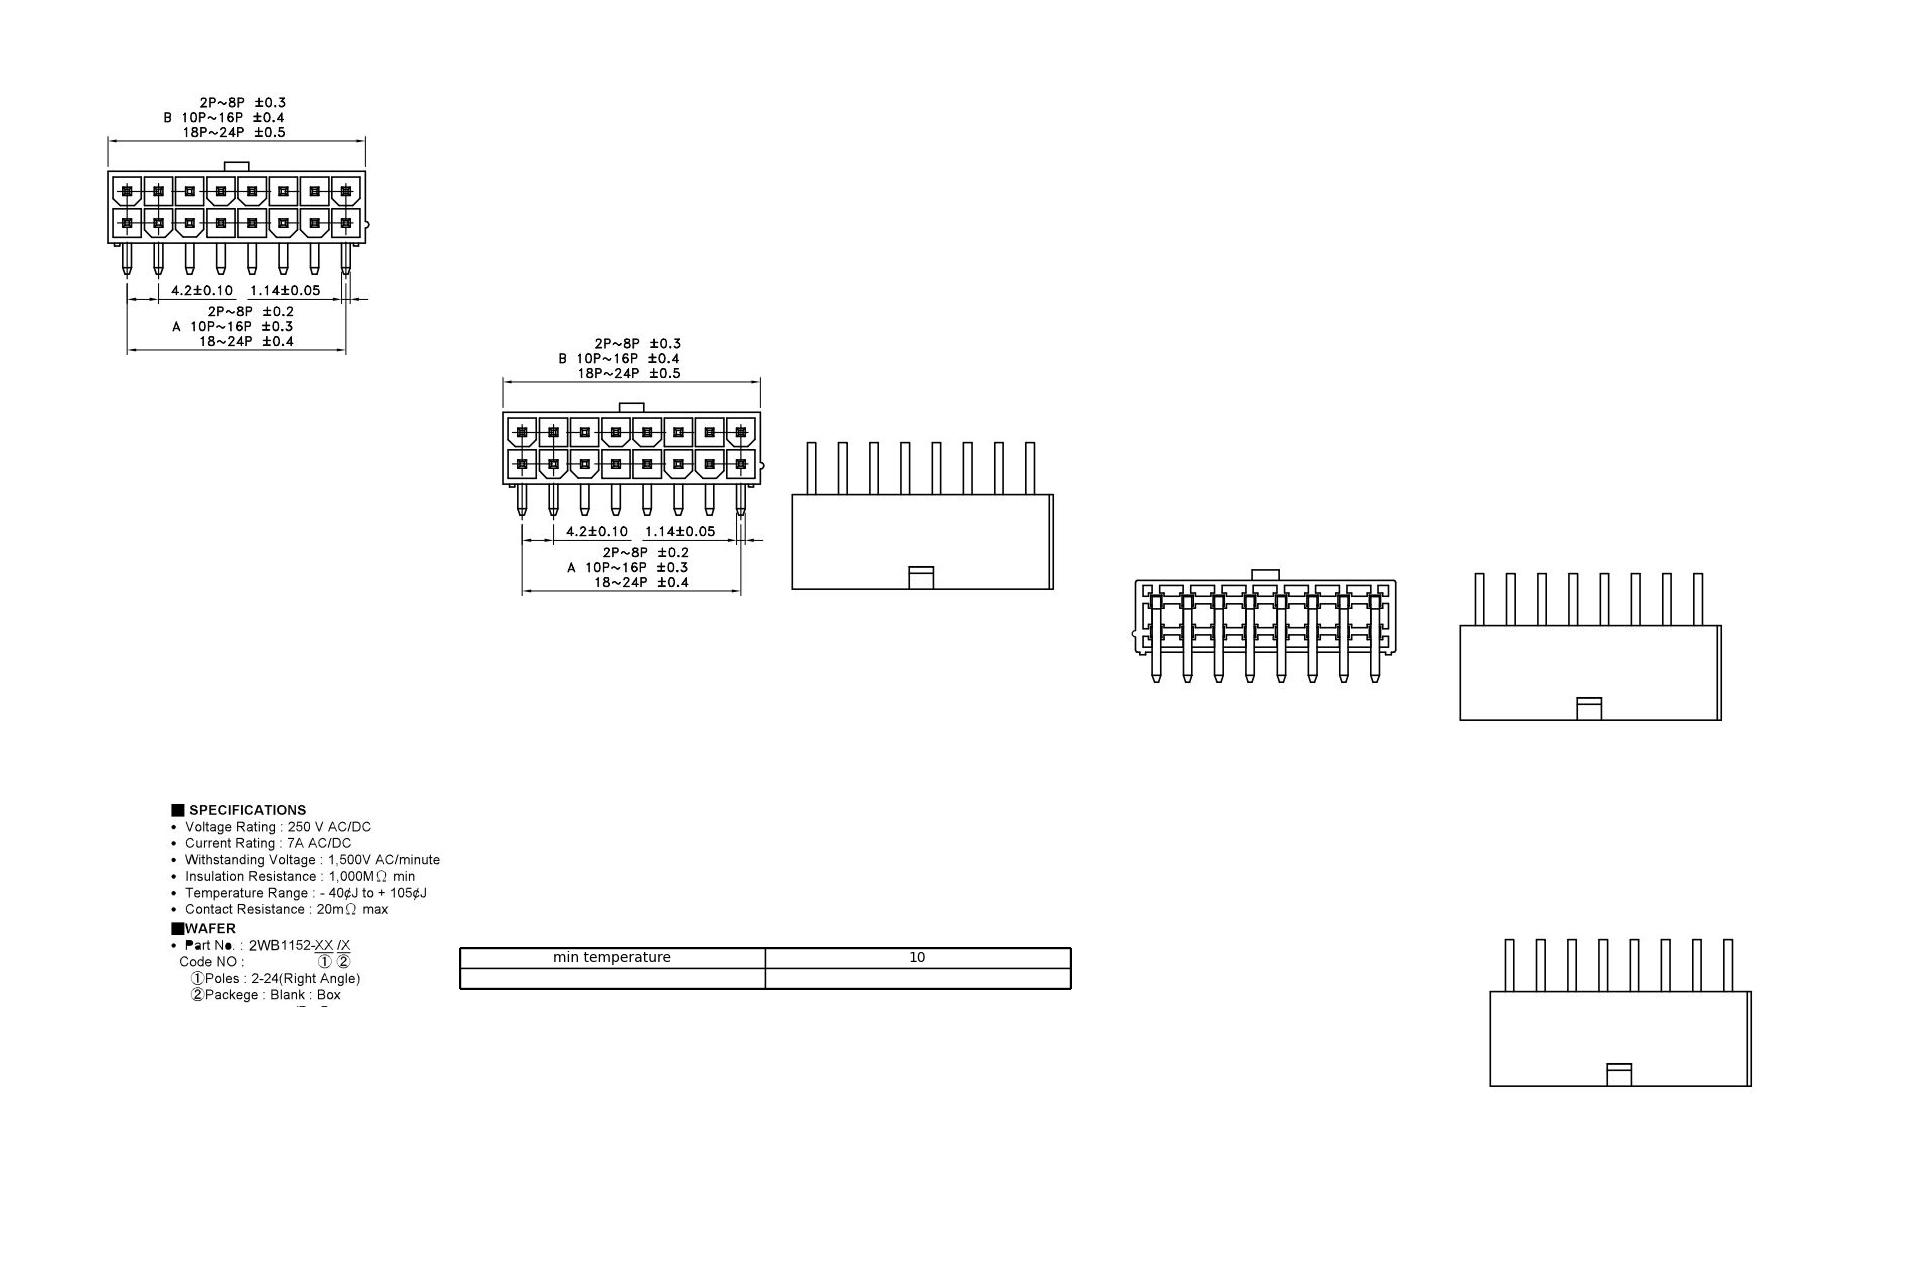 2P~8P ±0.3
B 10P~16P ±0.4
18P~24P ±0.5
4.2±0.10 1.14±0.05
2P~8P ±0.2
A 10P~16P ±0.3
18~24P ±0.4
2P~8P ±0.3
B 10P~16P ±0.4
18P~24P ±0.5
4.2±0.10 1.14±0.05
2P~8P ±0.2
A 10P~16P ±0.3
18~24P ±0.4
■ SPECIFICATIONS
• Voltage Rating : 250 V AC/DC
• Current Rating : 7A AC/DC
• Withstanding Voltage : 1,500V AC/minute
• Insulation Resistance : 1,000MΩ min
• Temperature Range : - 40¢J to + 105¢J
• Contact Resistance : 20mΩ max
■WAFER
• Part No. : 2WB1152-XX /X
Code NO : ① ②
①Poles : 2-24(Right Angle)
②Packege : Blank : Box
min temperature 10